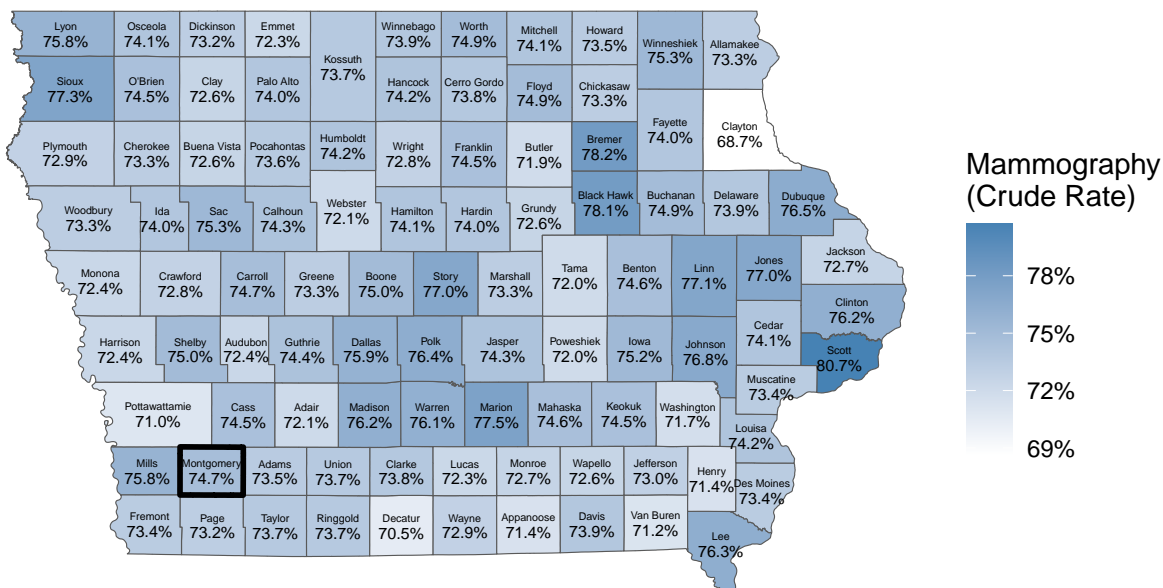 Lyon
75.8%
Osceola
74.1%
Dickinson
73.2%
Emmet
72.3%
Kossuth
73.7%
Winnebago
73.9%
Worth
74.9%
Mitchell
74.1%
Howard
73.5%
Winneshiek
75.3%
Allamakee
73.3%
Sioux
77.3%
O'Brien
74.5%
Clay
72.6%
Palo Alto
74.0%
Hancock
74.2%
Cerro Gordo
73.8%
Floyd
74.9%
Chickasaw
73.3%
Fayette
74.0%
Clayton
68.7%
Plymouth
72.9%
Cherokee
73.3%
Buena Vista
72.6%
Pocahontas
73.6%
Humboldt
74.2%
Wright
72.8%
Franklin
74.5%
Butler
71.9%
Bremer
78.2%
Woodbury
73.3%
Ida
74.0%
Sac
75.3%
Calhoun
74.3%
Webster
72.1%
Hamilton
74.1%
Hardin
74.0%
Grundy
72.6%
Black Hawk
78.1%
Buchanan
74.9%
Delaware
73.9%
Dubuque
76.5%
Monona
72.4%
Crawford
72.8%
Carroll
74.7%
Greene
73.3%
Boone
75.0%
Story
77.0%
Marshall
73.3%
Tama
72.0%
Benton
74.6%
Linn
77.1%
Jones
77.0%
Jackson
72.7%
Clinton
76.2%
Harrison
72.4%
Shelby
75.0%
Audubon
72.4%
Guthrie
74.4%
Dallas
75.9%
Polk
76.4%
Jasper
74.3%
Poweshiek
72.0%
Iowa
75.2%
Johnson
76.8%
Cedar
74.1%
Scott
80.7%
Muscatine
73.4%
Pottawattamie
71.0%
Cass
74.5%
Adair
72.1%
Madison
76.2%
Warren
76.1%
Marion
77.5%
Mahaska
74.6%
Keokuk
74.5%
Washington
71.7%
Louisa
74.2%
Mills
75.8%
Montgomery
74.7%
Adams
73.5%
Union
73.7%
Clarke
73.8%
Lucas
72.3%
Monroe
72.7%
Wapello
72.6%
Jefferson
73.0%
Henry
71.4%
Des Moines
73.4%
Fremont
73.4%
Page
73.2%
Taylor
73.7%
Ringgold
73.7%
Decatur
70.5%
Wayne
72.9%
Appanoose
71.4%
Davis
73.9%
Van Buren
71.2%
Lee
76.3%
Mammography
(Crude Rate)
78%
75%
72%
69%